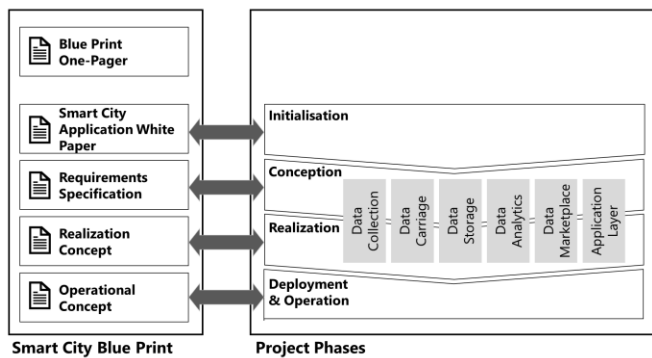 Blue Print
One-Pager
Smart City
Application White
Paper
Requirements
Specification
Realization
Concept
Operational
Concept
Smart City Blue Print
Initialisation
Conception
Realization
Data
Collection
Data
Carriage
Data
Storage
Data
Analytics
Data
Marketplace
Application
Layer
Deployment
& Operation
Project Phases